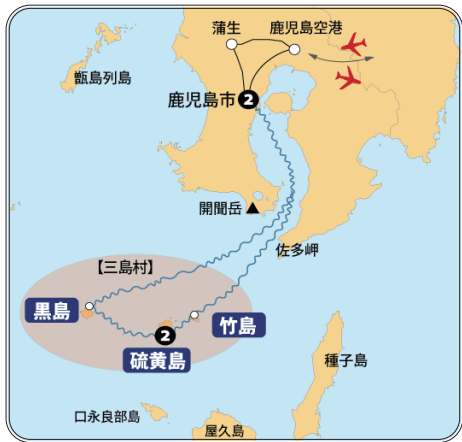 蒲生
鹿児島空港
甑島列島
鹿児島市
2
開聞岳
佐多岬
【三島村】
黒島
竹島
2
硫黄島
種子島
口永良部島
屋久島